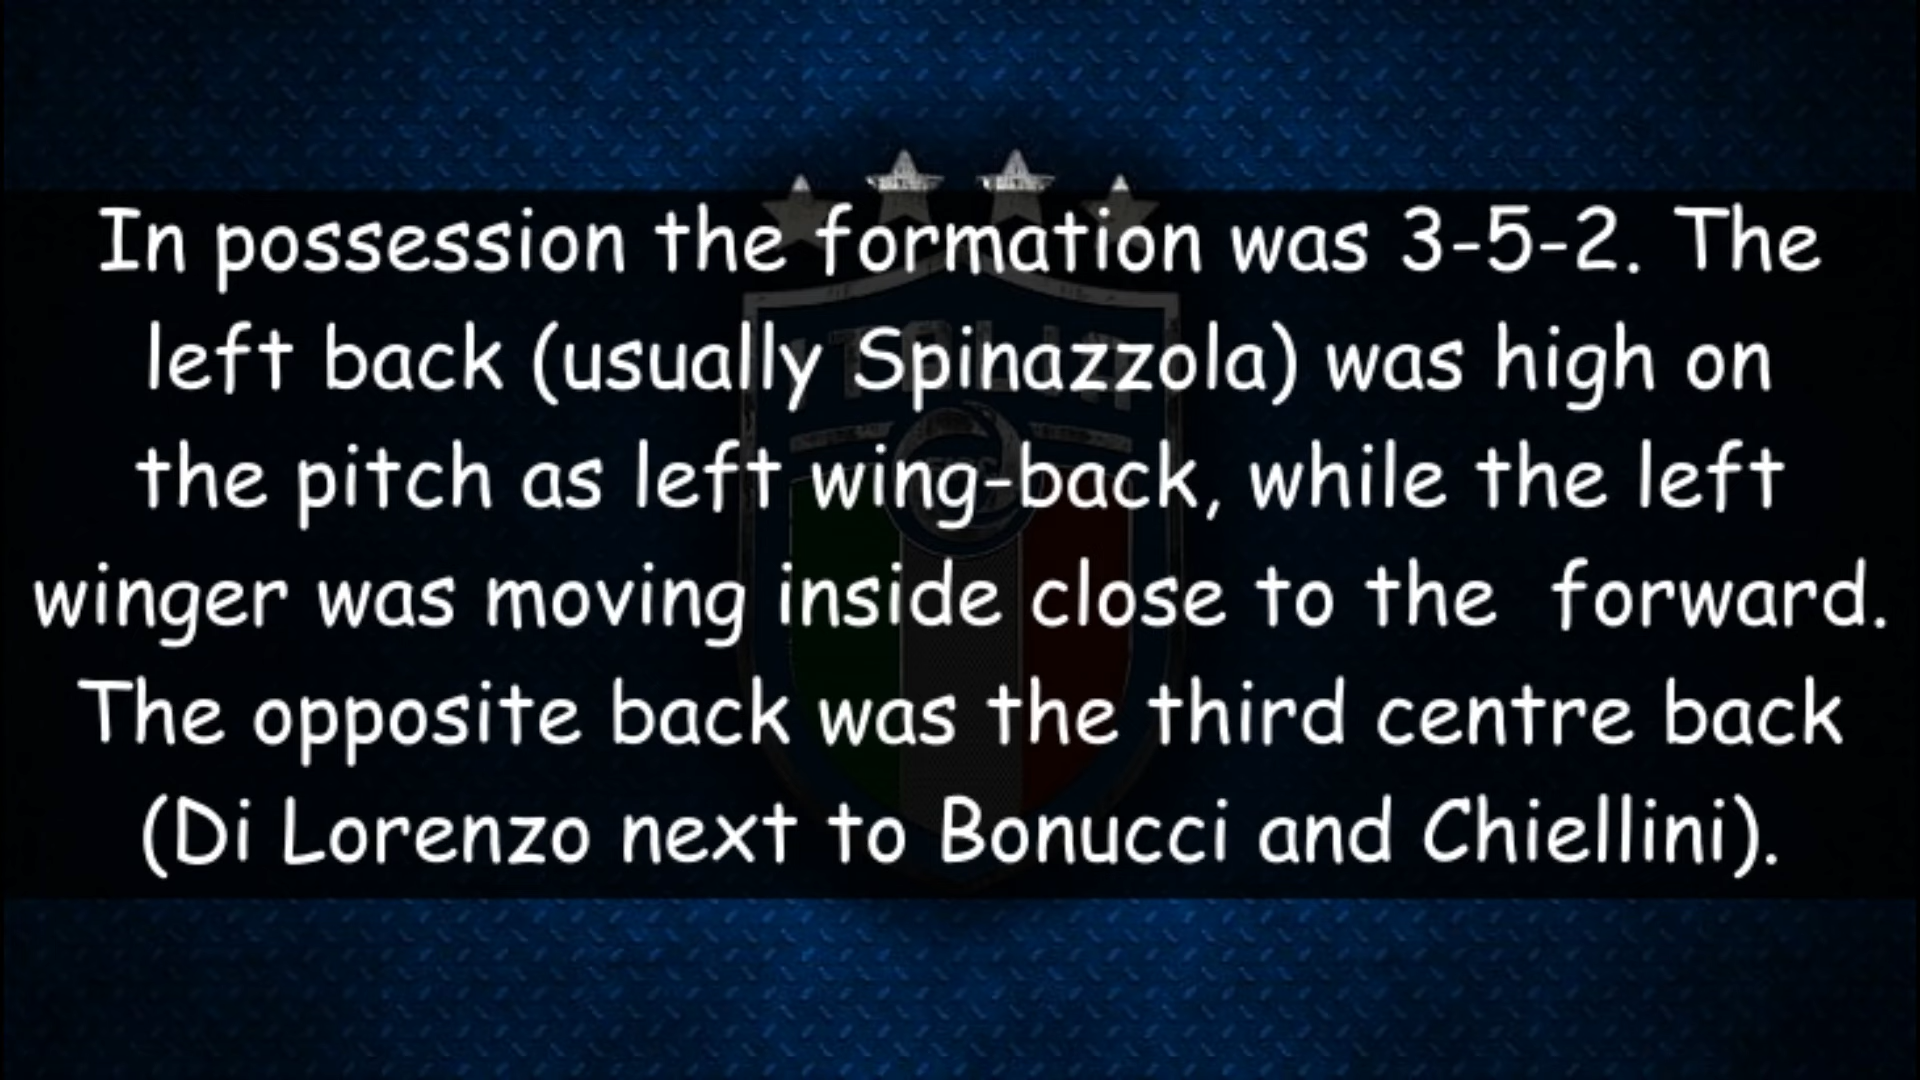 In possession the formation was 3-5-2. The
left back (usually Spinazzola) was high on
the pitch as left wing-back, while the left
winger was moving inside close to the  forward.
The opposite back was the third centre back
(Di Lorenzo next to Bonucci and Chiellini).
ITALIA
FIGC